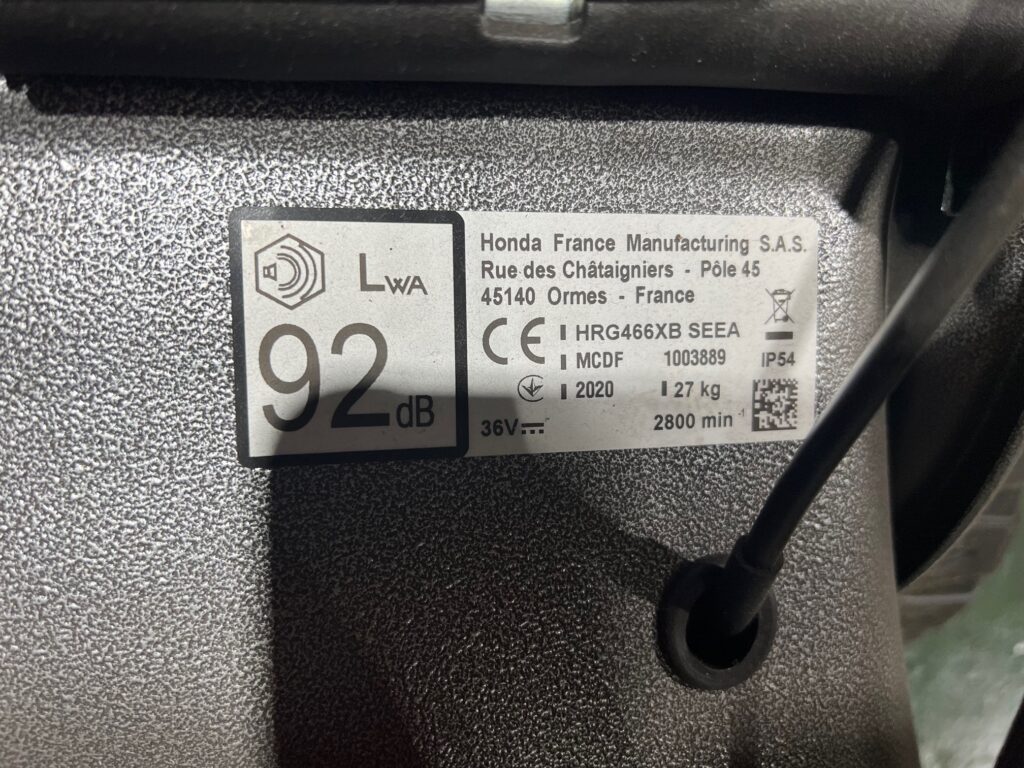 LWA
92 dB
Honda France Manufacturing S.A.S.
Rue des Châtaigniers - Pôle 45
45140 Ormes - France
CE HRG466XB SEEA
MCDF 1003889 IP54
2020 27 kg
36V 2800 min-1